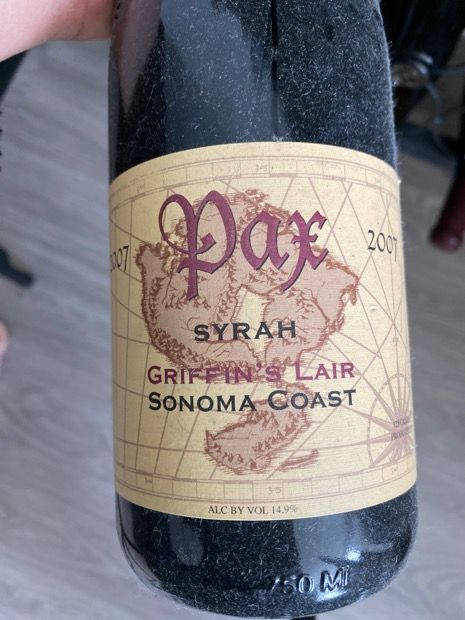 Pax
2007
2007
SYRAH
GRIFFIN'S LAIR
SONOMA COAST
ALC BY VOL 14.9%
750 Ml